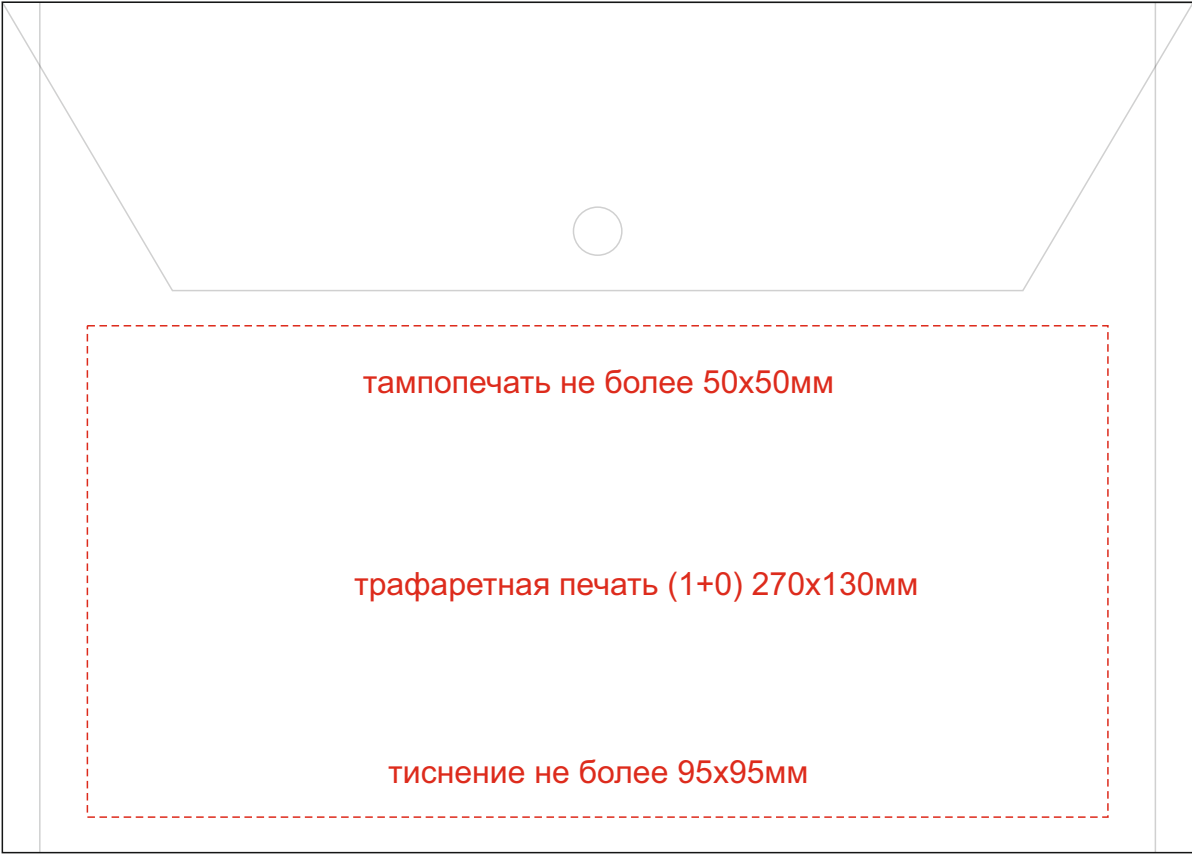 тампопечать не более 50х50мм
трафаретная печать (1+0) 270х130мм
тиснение не более 95х95мм